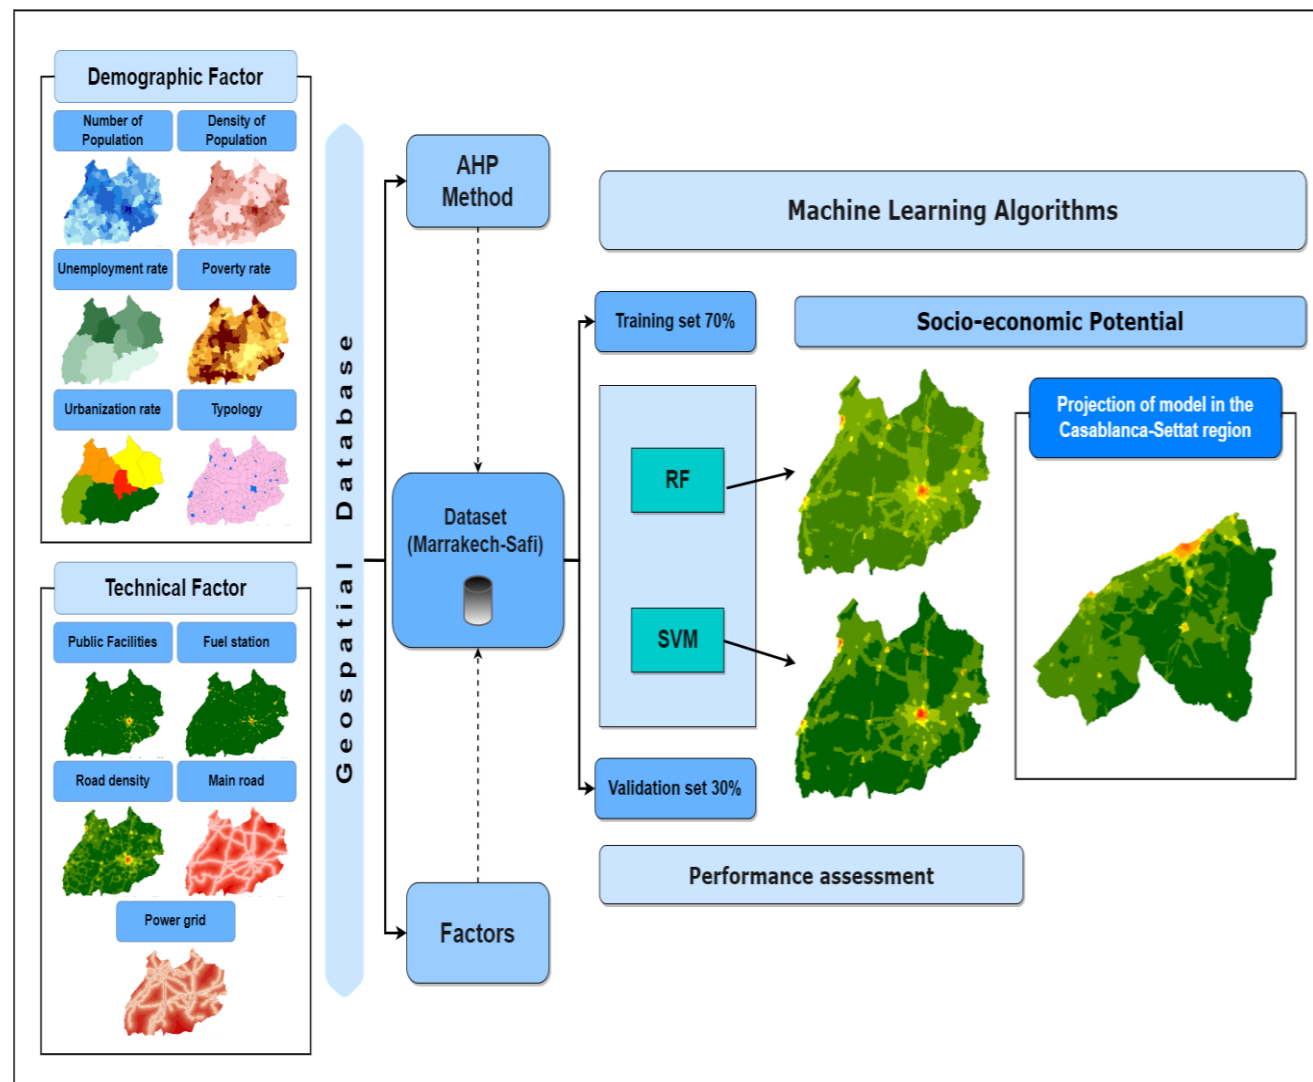 Demographic Factor
Number of
Population
Density of
Population
Unemployment rate
Poverty rate
Urbanization rate
Typology
Technical Factor
Public Facilities
Fuel station
Road density
Main road
Power grid
Geospatial Database
AHP
Method
Dataset
(Marrakech-Safi)
Factors
Machine Learning Algorithms
Training set 70%
RF
SVM
Validation set 30%
Socio-economic Potential
Projection of model in the
Casablanca-Settat region
Performance assessment